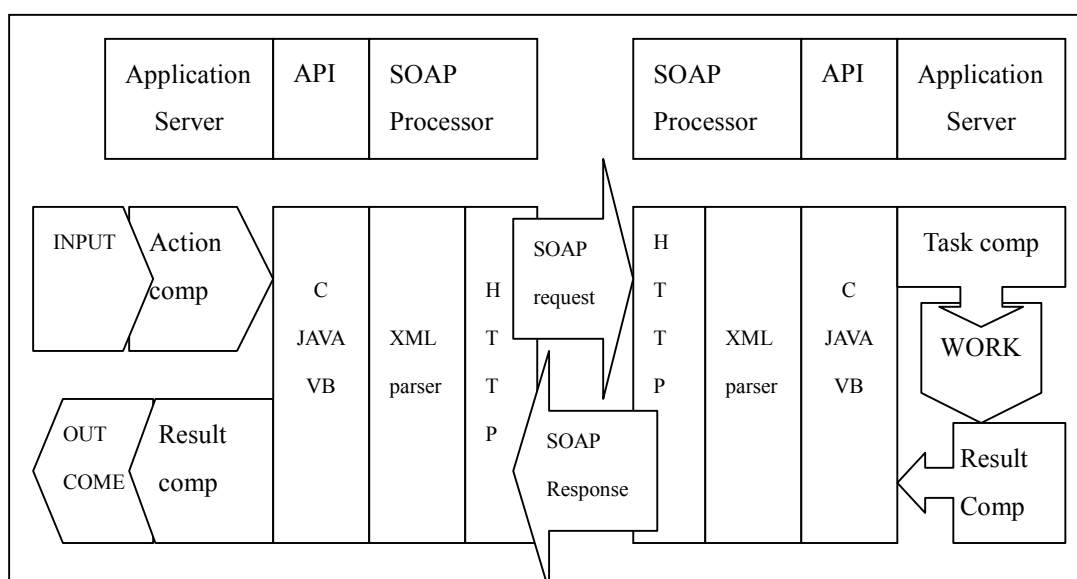 Application
Server
API
SOAP
Processor
SOAP
Processor
API
Application
Server
INPUT
Action
comp
C
JAVA
VB
XML
parser
H
T
T
P
SOAP
request
H
T
T
P
XML
parser
C
JAVA
VB
Task comp
WORK
OUT
COME
Result
comp
SOAP
Response
Result
Comp